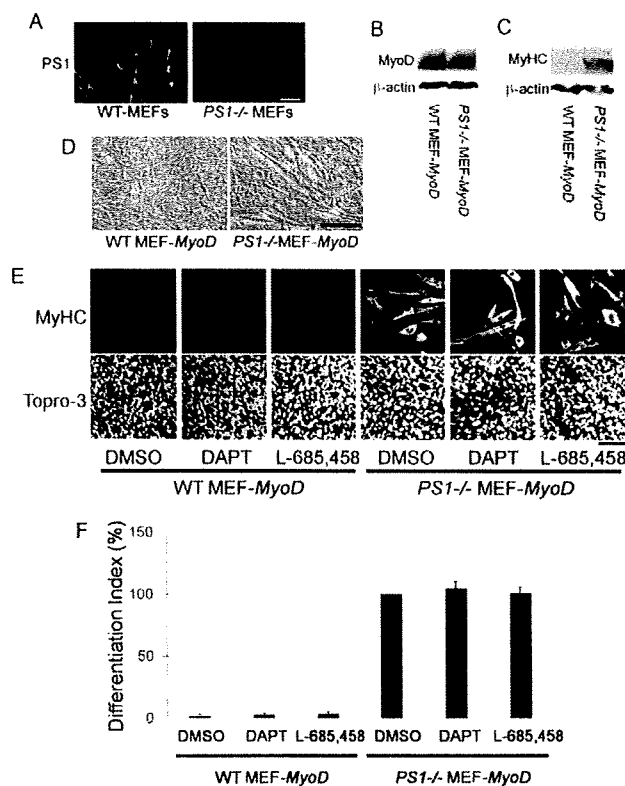 A
PS1
WT-MEFs
PS1-/- MEFs
B
MyoD
β-actin
WT MEF-MyoD
PS1-/- MEF-MyoD
C
MyHC
β-actin
WT MEF-MyoD
PS1-/- MEF-MyoD
D
WT MEF-MyoD
PS1-/-MEF-MyoD
E
MyHC
Topro-3
DMSO DAPT L-685,458 DMSO DAPT L-685,458
WT MEF-MyoD PS1-/- MEF-MyoD
F
Differentiation Index (%)
150
100
50
0
DMSO DAPT L-685,458 DMSO DAPT L-685,458
WT MEF-MyoD PS1-/- MEF-MyoD